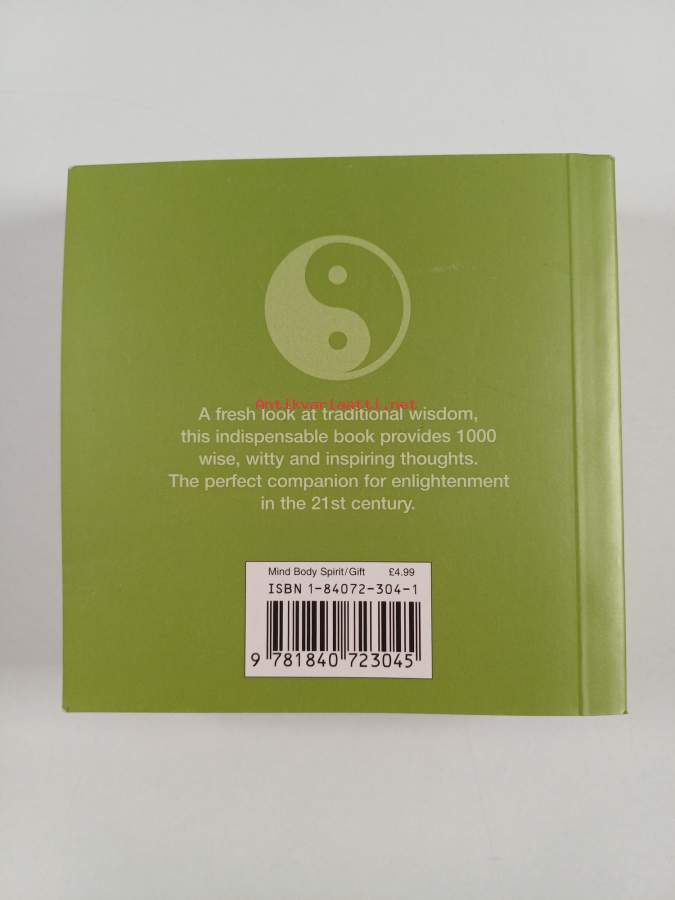 Antikvariaatti.net
A fresh look at traditional wisdom,
this indispensable book provides 1000
wise, witty and inspiring thoughts.
The perfect companion for enlightenment
in the 21st century.
Mind Body Spirit/Gift £4.99
ISBN 1-84072-304-1
9 781840 723045